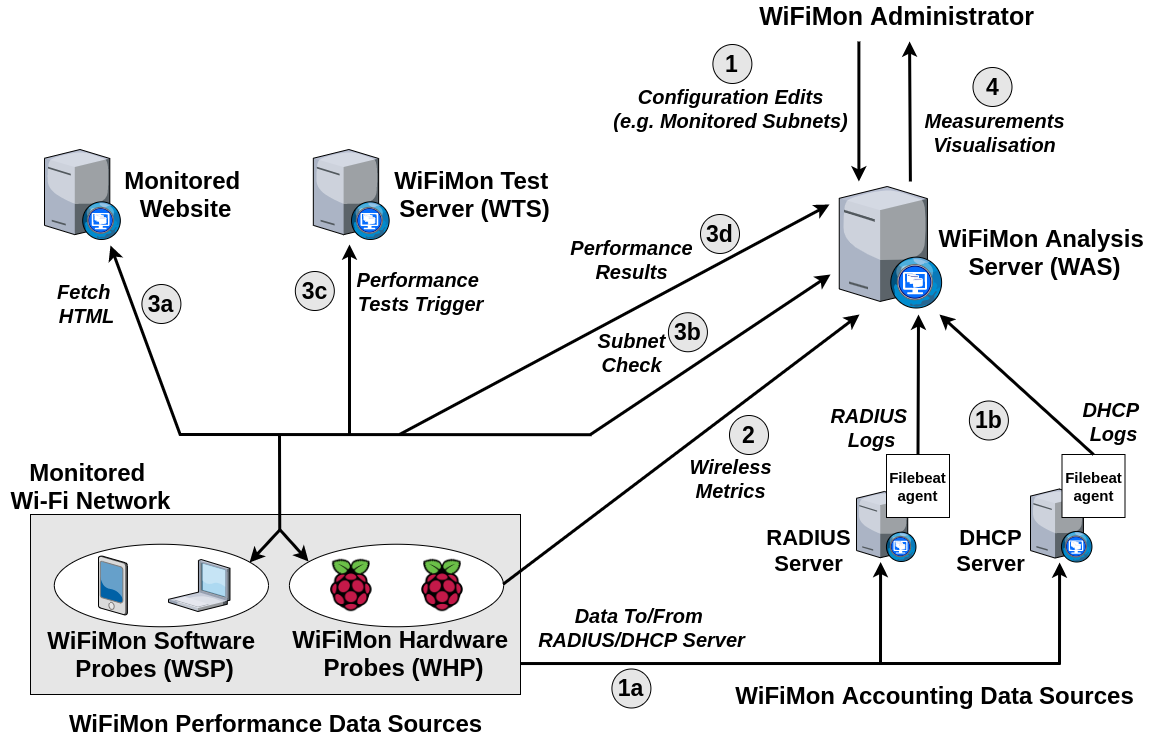 WiFiMon Administrator
1
Configuration Edits
(e.g. Monitored Subnets)
4
Measurements
Visualisation
Monitored
Website
WiFiMon Test
Server (WTS)
WiFiMon Analysis
Server (WAS)
3d
Performance
Results
Fetch
HTML
3a
3c
Performance
Tests Trigger
3b
Subnet
Check
2
Wireless
Metrics
RADIUS
Logs
1b
DHCP
Logs
Filebeat
agent
Filebeat
agent
RADIUS
Server
DHCP
Server
Monitored
Wi-Fi Network
WiFiMon Software
Probes (WSP)
WiFiMon Hardware
Probes (WHP)
Data To/From
RADIUS/DHCP Server
1a
WiFiMon Accounting Data Sources
WiFiMon Performance Data Sources